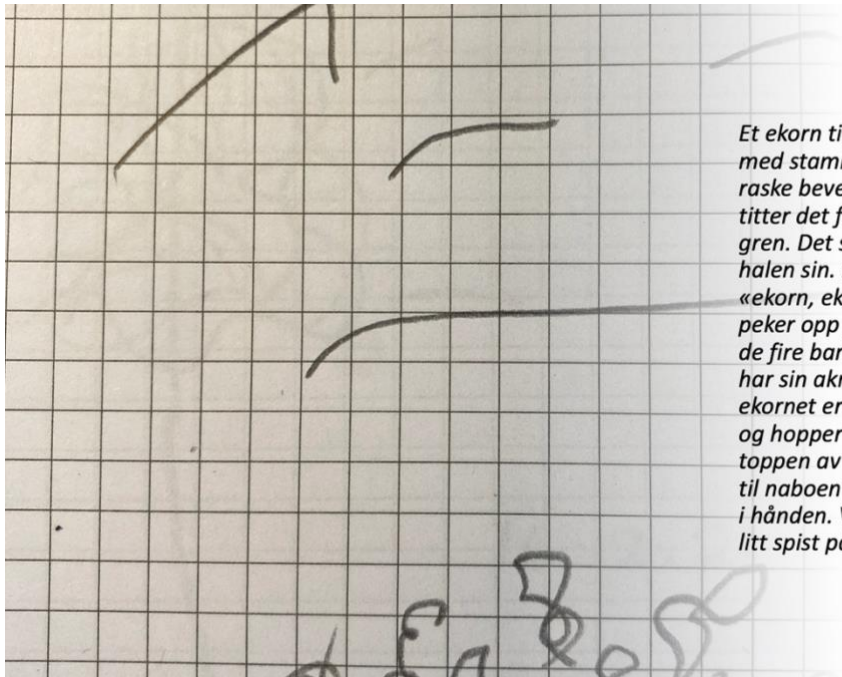 Et ekorn ti
med stam
raske beve
titter det f
gren. Det s
halen sin.
«ekorn, ek
peker opp
de fire bar
har sin akr
ekornet er
og hopper
toppen av
til naboen
i hånden. V
litt spist på